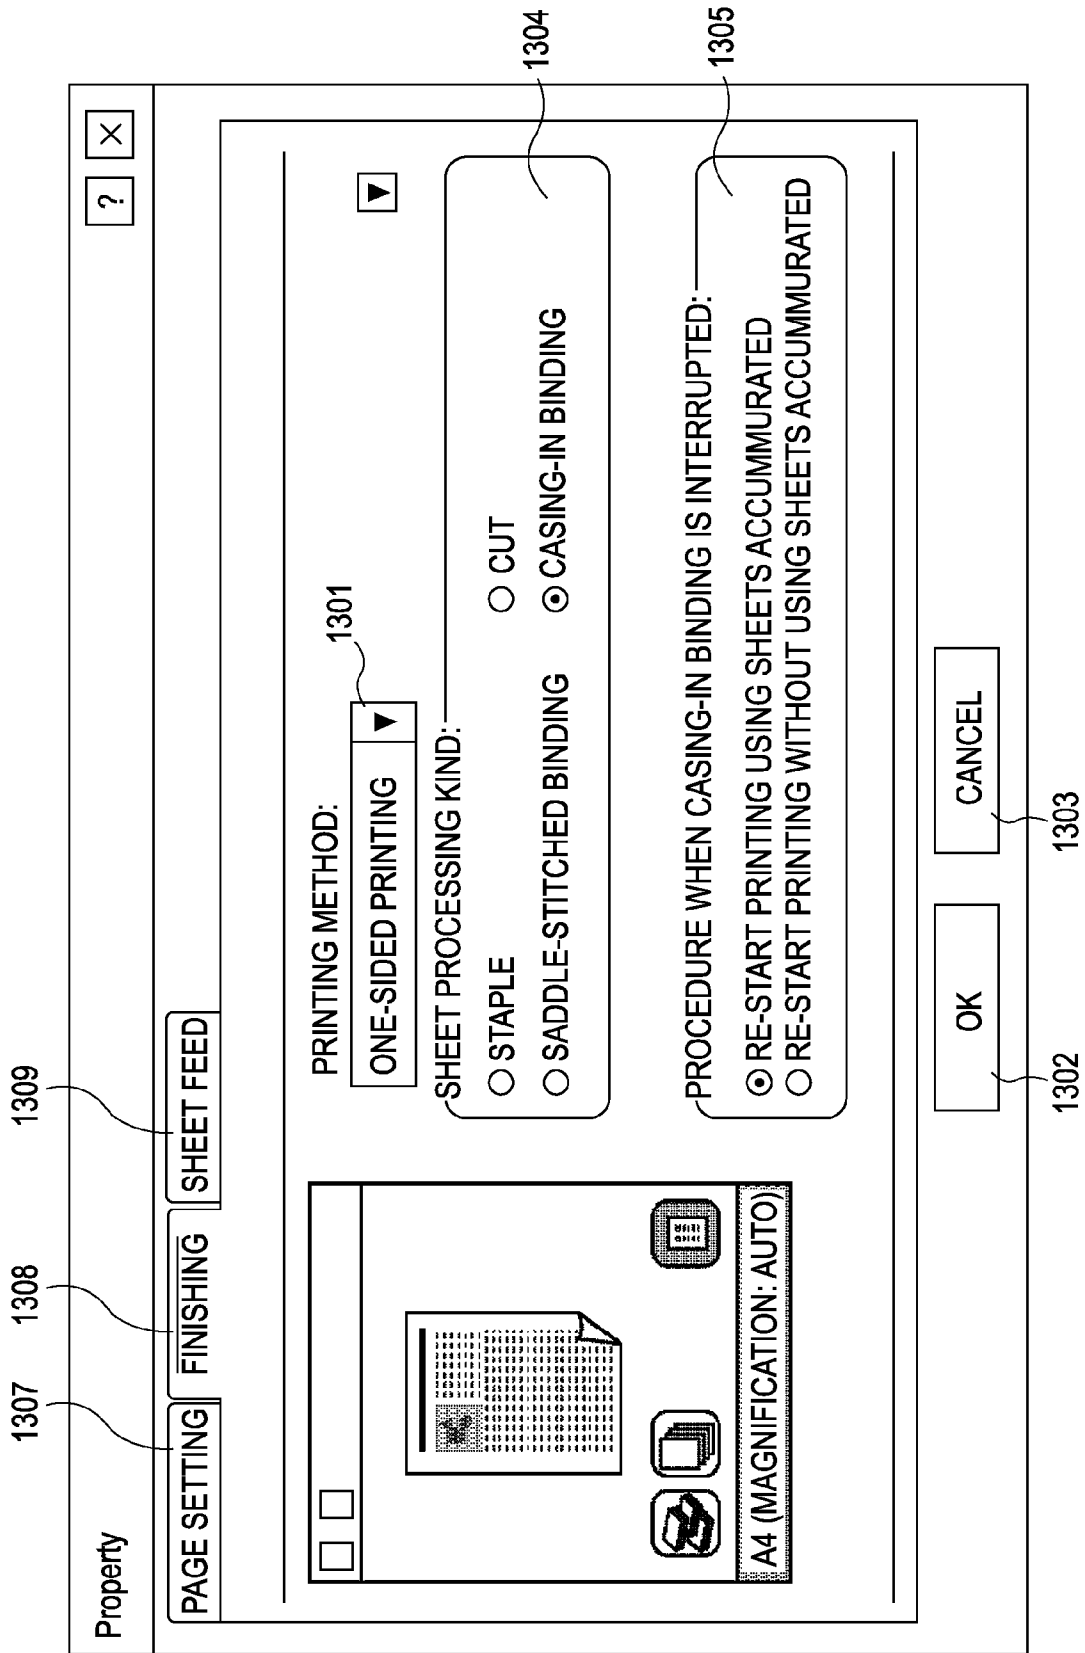 1307
1308
1309
Property
?
X
PAGE SETTING
FINISHING
SHEET FEED
PRINTING METHOD:
1301
ONE-SIDED PRINTING
SHEET PROCESSING KIND:
STAPLE
CUT
SADDLE-STITCHED BINDING
CASING-IN BINDING
1304
PROCEDURE WHEN CASING-IN BINDING IS INTERRUPTED:
RE-START PRINTING USING SHEETS ACCUMMURATED
RE-START PRINTING WITHOUT USING SHEETS ACCUMMURATED
1305
A4 (MAGNIFICATION: AUTO)
OK
CANCEL
1302
1303